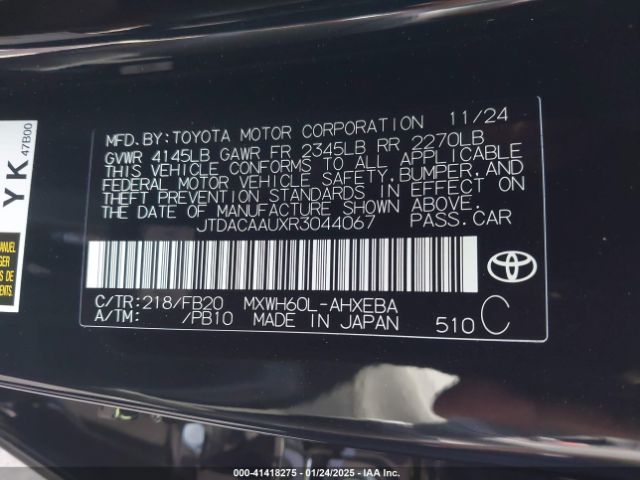 MFD.BY:TOYOTA MOTOR CORPORATION 11/24
GVWR 4145LB GAWR FR 2345LB RR 2270LB
THIS VEHICLE CONFORMS TO ALL APPLICABLE
FEDERAL MOTOR VEHICLE SAFETY,BUMPER,AND
THEFT PREVENTION STANDARDS IN EFFECT ON
THE DATE OF MANUFACTURE SHOWN ABOVE.
JTDACAAUXR3044067 PASS.CAR
C/TR:218/FB20 MXWH60L-AHXEBA
A/TM: /PB10 MADE IN JAPAN 510 C
YK
47B00
MANUEL
000-41418275 - 01/24/2025 - IAA Inc.